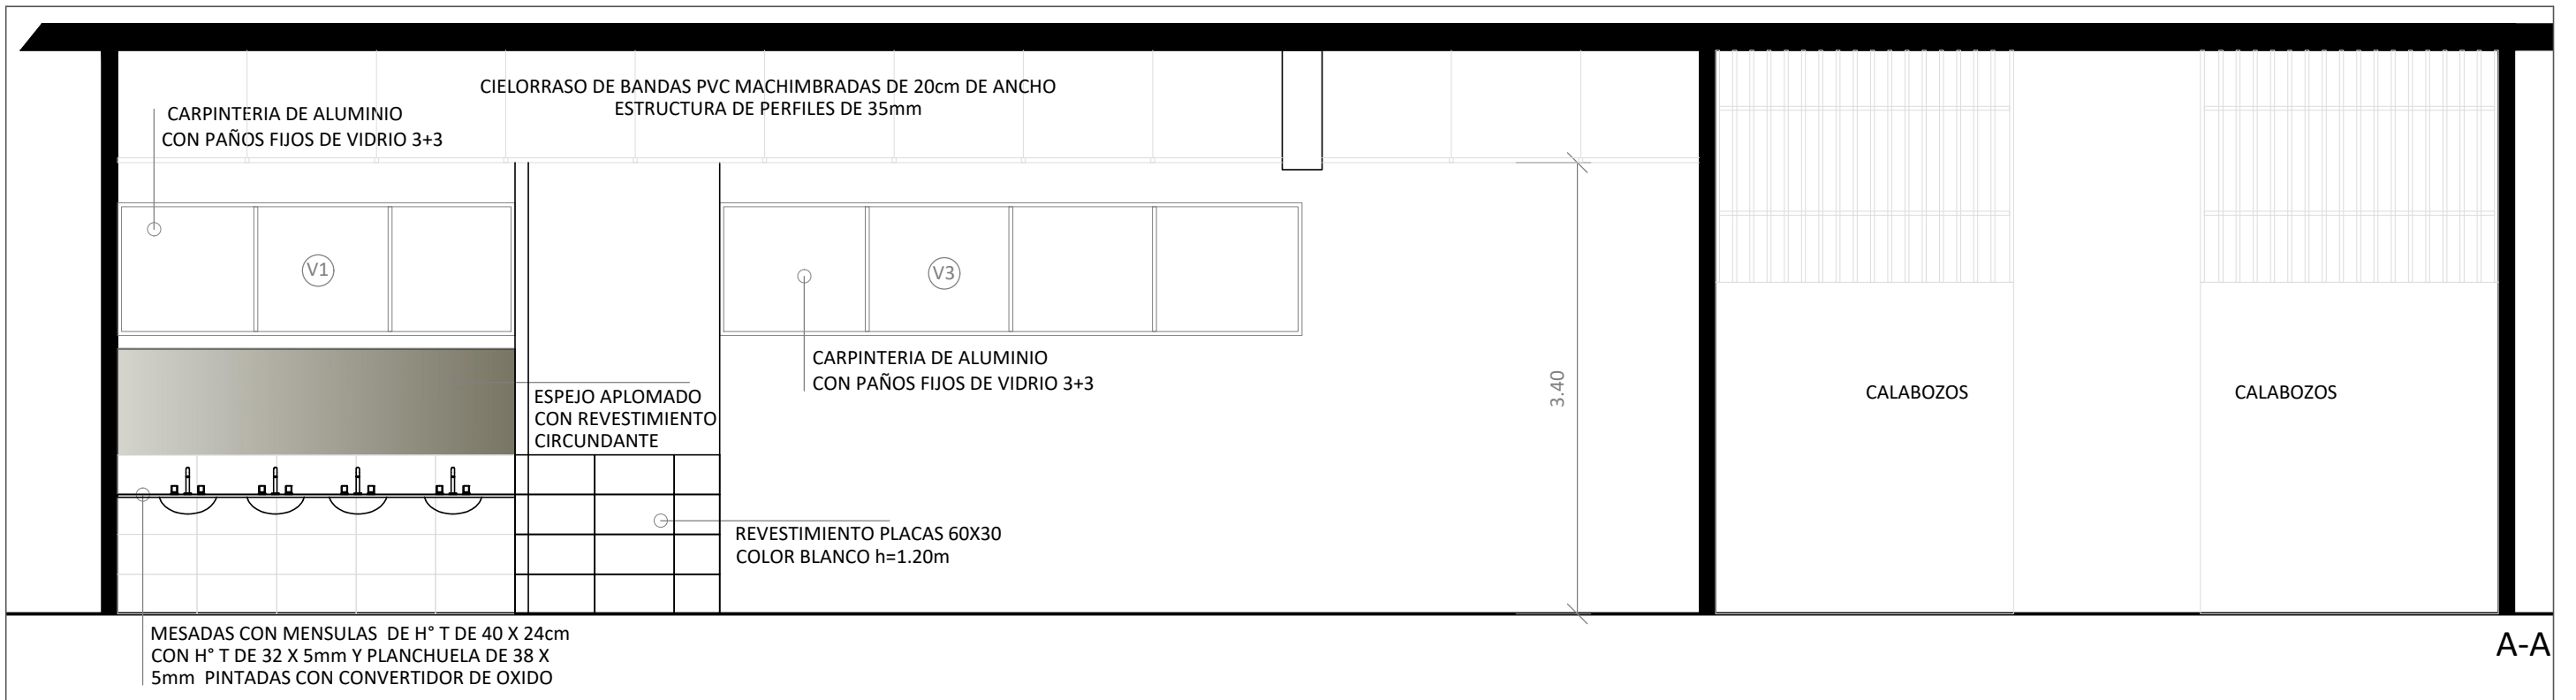 CIELORRASO DE BANDAS PVC MACHIMBRADAS DE 20cm DE ANCHO
ESTRUCTURA DE PERFILES DE 35mm
CARPINTERIA DE ALUMINIO
CON PAÑOS FIJOS DE VIDRIO 3+3
V1
V3
CARPINTERIA DE ALUMINIO
CON PAÑOS FIJOS DE VIDRIO 3+3
3.40
CALABOZOS
CALABOZOS
ESPEJO APLOMADO
CON REVESTIMIENTO
CIRCUNDANTE
REVESTIMIENTO PLACAS 60X30
COLOR BLANCO h=1.20m
MESADAS CON MENSULAS DE H° T DE 40 X 24cm
CON H° T DE 32 X 5mm Y PLANCHUELA DE 38 X
5mm PINTADAS CON CONVERTIDOR DE OXIDO
A-A